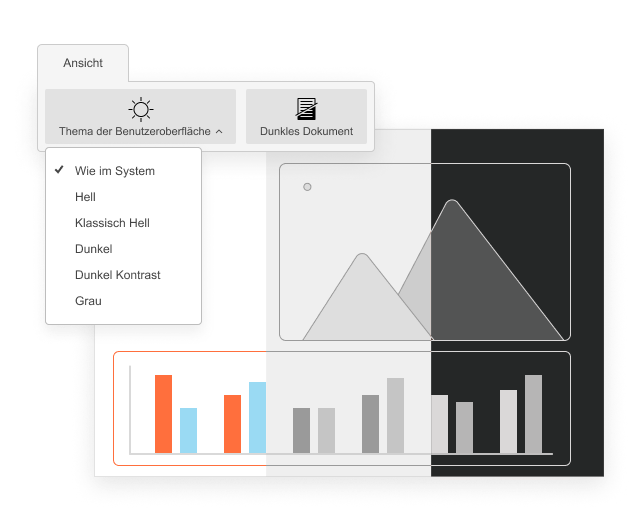 Ansicht
Thema der Benutzeroberfläche
Dunkles Dokument
Wie im System
Hell
Klassisch Hell
Dunkel
Dunkel Kontrast
Grau